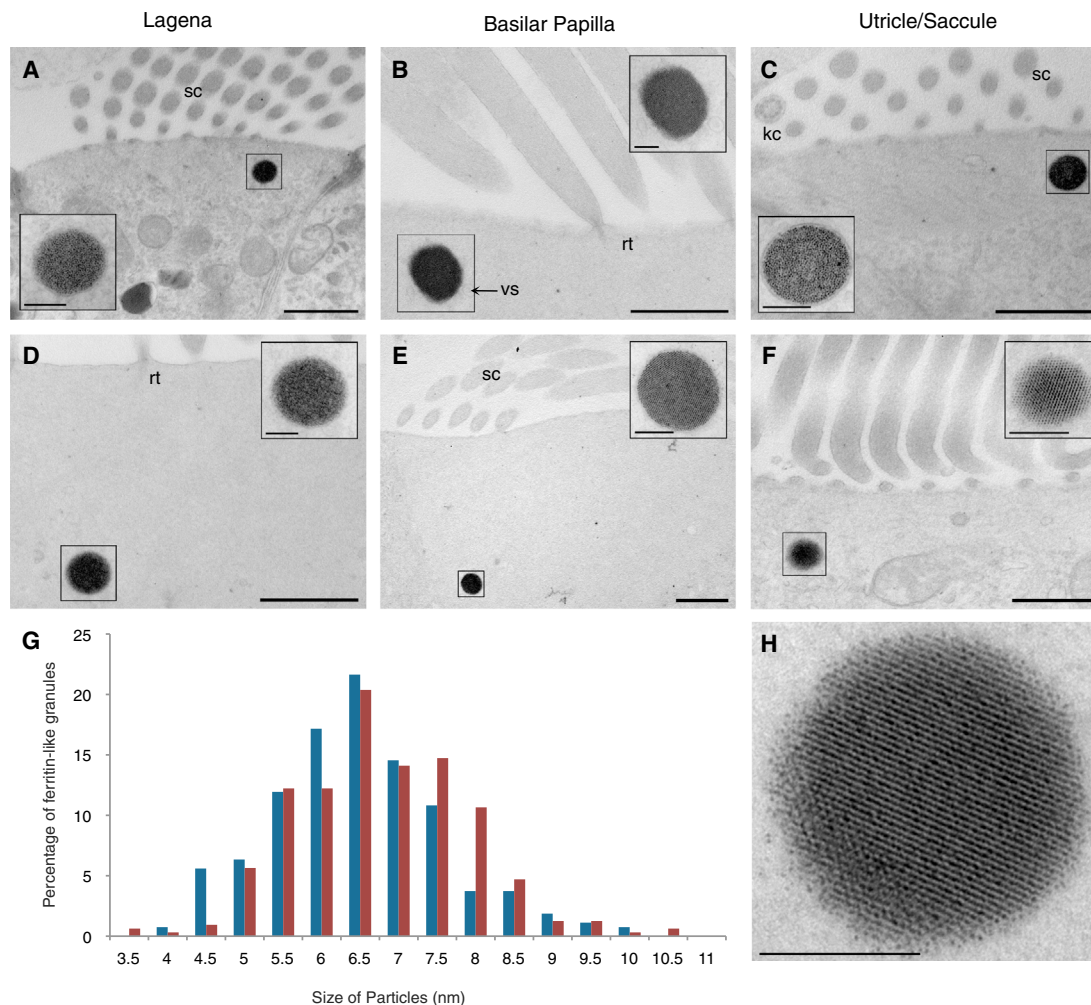 Lagena
Basilar Papilla
Utricle/Saccule
A
sc
B
rt
vs
C
sc
kc
D
rt
E
sc
F
G
Percentage of ferritin-like granules
25
20
15
10
5
0
3.5 4 4.5 5 5.5 6 6.5 7 7.5 8 8.5 9 9.5 10 10.5 11
Size of Particles (nm)
H